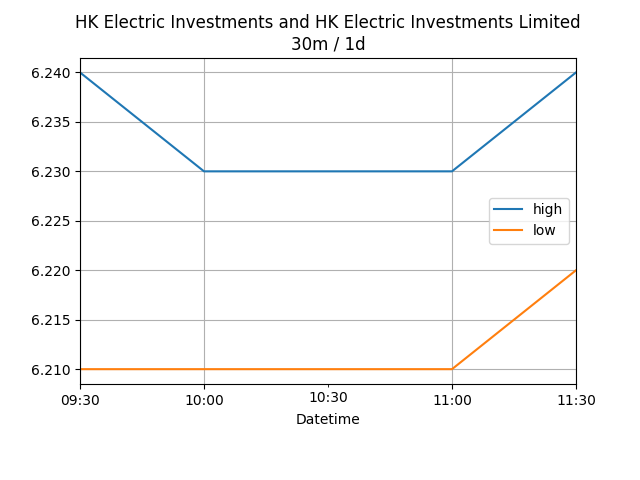 HK Electric Investments and HK Electric Investments Limited
30m / 1d
6.240
6.235
6.230
6.225
6.220
6.215
6.210
high
low
09:30
10:00
10:30
11:00
11:30
Datetime